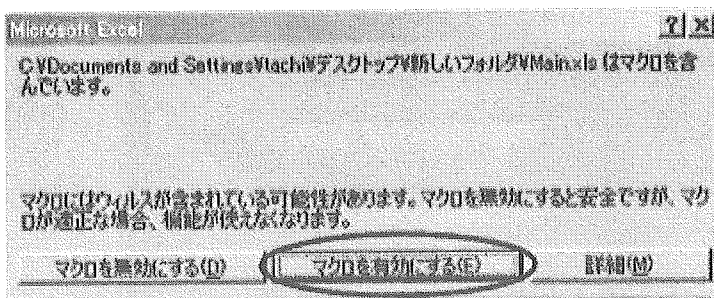 Microsoft Excel
C:¥Documents and Settings¥tachi¥デスクトップ¥新しいフォルダ¥Main.xls はマクロを含
んでいます。
マクロにはウィルスが含まれている可能性があります。マクロを無効にすると安全ですが、マク
ロが適正な場合、機能が使えなくなります。
マクロを無効にする(D) マクロを有効にする(E) 詳細(M)